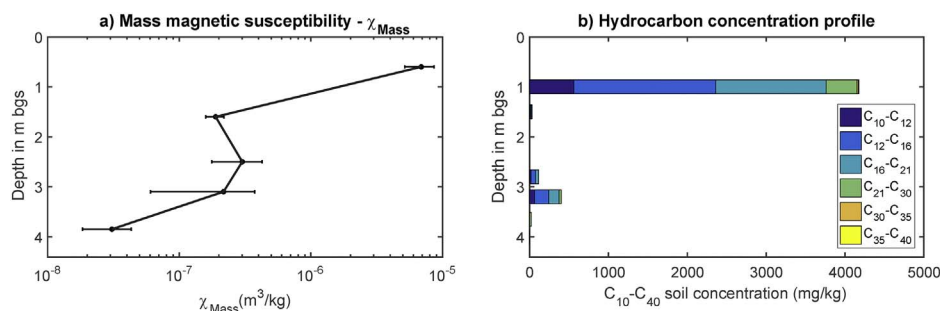 a) Mass magnetic susceptibility - χMass
0
1
2
3
4
Depth in m bgs
10⁻⁸ 10⁻⁷ 10⁻⁶ 10⁻⁵
χMass(m³/kg)
b) Hydrocarbon concentration profile
0
1
2
3
4
Depth in m bgs
C₁₀-C₁₂
C₁₂-C₁₆
C₁₆-C₂₁
C₂₁-C₃₀
C₃₀-C₃₅
C₃₅-C₄₀
0 1000 2000 3000 4000 5000
C₁₀-C₄₀ soil concentration (mg/kg)